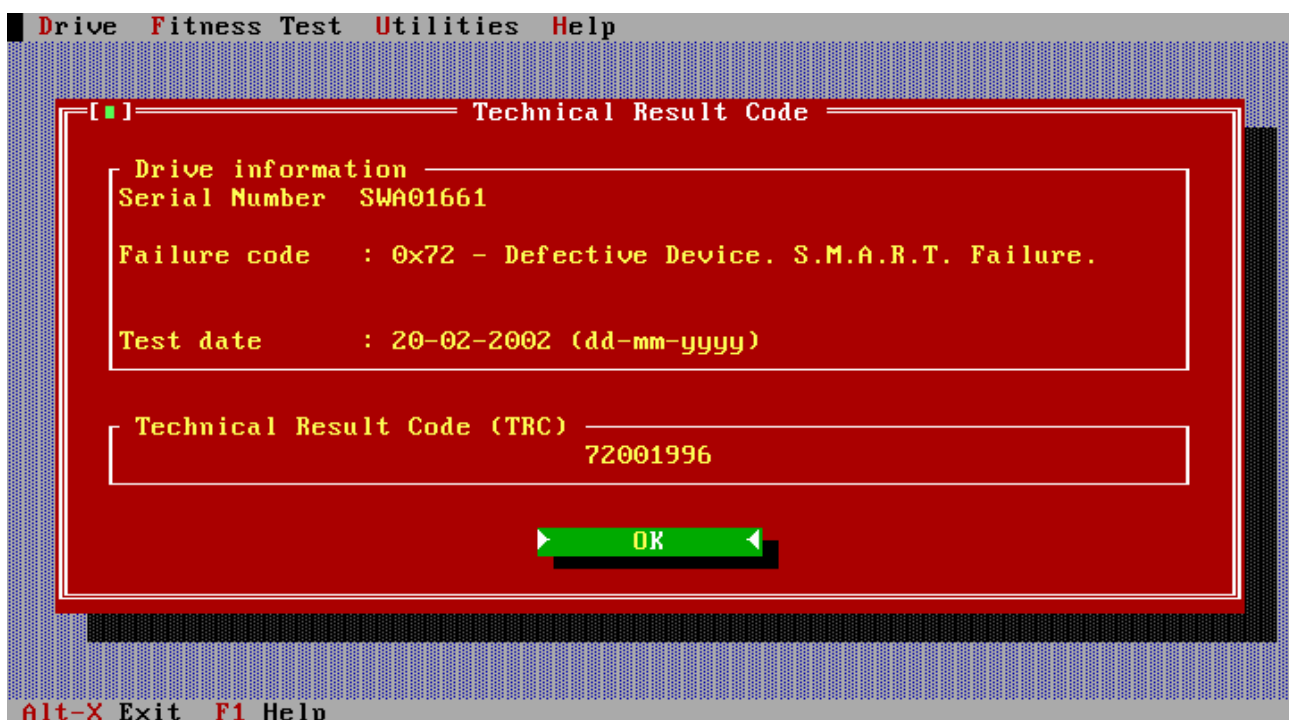 Drive Fitness Test Utilities Help
Technical Result Code
Drive information
Serial Number SWA01661
Failure code : 0x72 - Defective Device. S.M.A.R.T. Failure.
Test date : 20-02-2002 (dd-mm-yyyy)
Technical Result Code (TRC)
72001996
OK
Alt-X Exit F1 Help